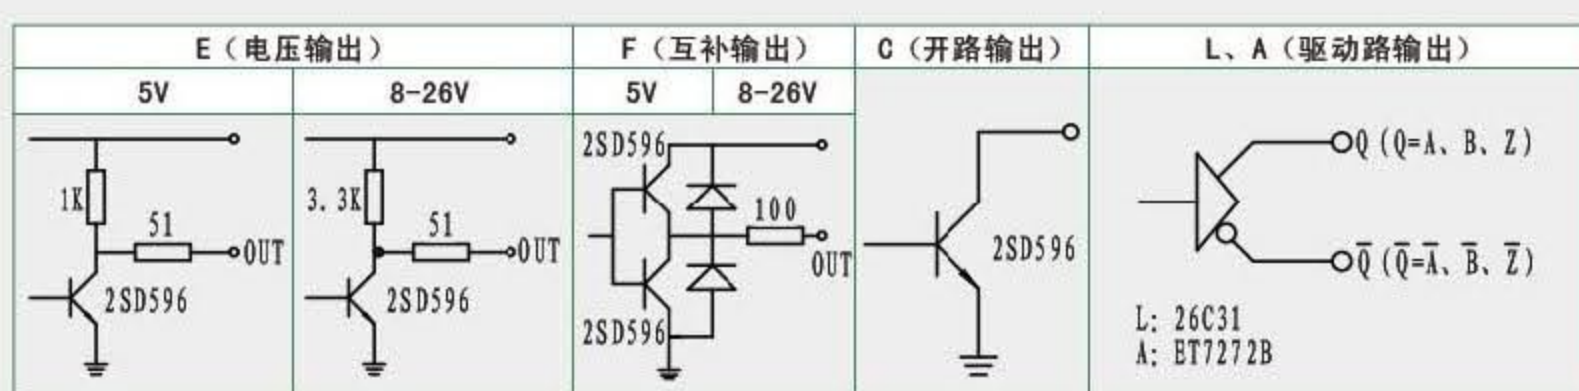 E（电压输出）
F（互补输出）
C（开路输出）
L、A（驱动路输出）
5V
8-26V
5V
8-26V
1K
51
OUT
2SD596
3.3K
51
OUT
2SD596
2SD596
100
OUT
2SD596
2SD596
Q（Q=A、B、Z）
Q̅（Q̅=A̅、B̅、Z̅）
L: 26C31
A: ET7272B